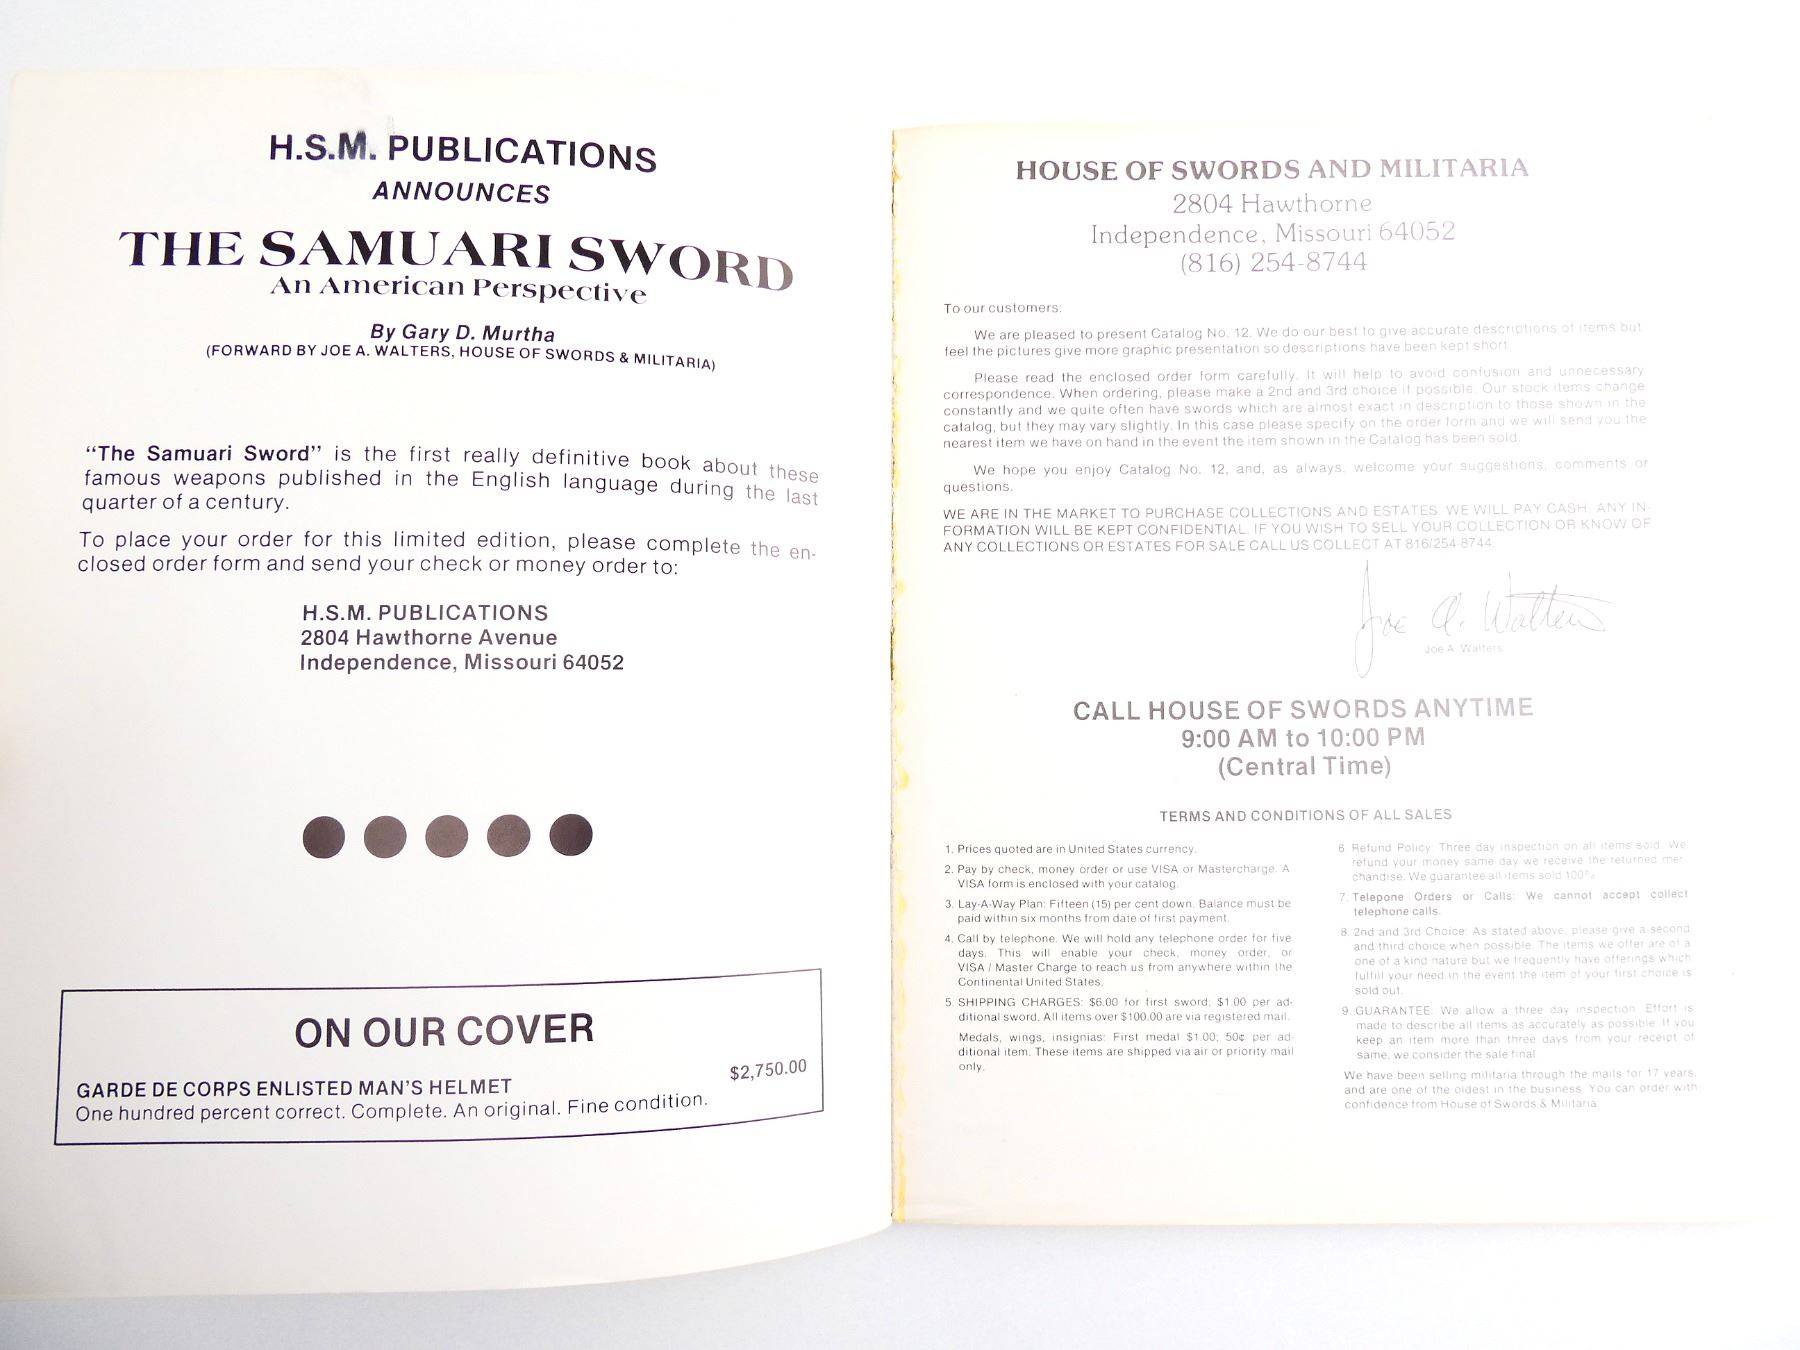 H.S.M. PUBLICATIONS
ANNOUNCES
THE SAMUARI SWORD
An American Perspective
By Gary D. Murtha
(FORWARD BY JOE A. WALTERS, HOUSE OF SWORDS & MILITARIA)
“The Samuari Sword” is the first really definitive book about these
famous weapons published in the English language during the last
quarter of a century.
To place your order for this limited edition, please complete the en-
closed order form and send your check or money order to:
H.S.M. PUBLICATIONS
2804 Hawthorne Avenue
Independence, Missouri 64052
ON OUR COVER
GARDE DE CORPS ENLISTED MAN'S HELMET $2,750.00
One hundred percent correct. Complete. An original. Fine condition.
HOUSE OF SWORDS AND MILITARIA
2804 Hawthorne
Independence, Missouri 64052
(816) 254-8744
To our customers:
We are pleased to present Catalog No. 12. We do our best to give accurate descriptions of items but
feel the pictures give more graphic presentation so descriptions have been kept short.
Please read the enclosed order form carefully. It will help to avoid confusion and unnecessary
correspondence. When ordering, please make a 2nd and 3rd choice if possible. Our stock items change
constantly and we quite often have swords which are almost exact in description to those shown in the
catalog, but they may vary slightly. In this case please specify on the order form and we will send you the
nearest item we have on hand in the event the item shown in the Catalog has been sold.
We hope you enjoy Catalog No. 12, and, as always, welcome your suggestions, comments or
questions.
WE ARE IN THE MARKET TO PURCHASE COLLECTIONS AND ESTATES. WE WILL PAY CASH. ANY IN-
FORMATION WILL BE KEPT CONFIDENTIAL. IF YOU WISH TO SELL YOUR COLLECTION OR KNOW OF
ANY COLLECTIONS OR ESTATES FOR SALE CALL US COLLECT AT 816/254-8744.
Joe A. Walters
Joe A. Walters
CALL HOUSE OF SWORDS ANYTIME
9:00 AM to 10:00 PM
(Central Time)
TERMS AND CONDITIONS OF ALL SALES
1. Prices quoted are in United States currency.
2. Pay by check, money order or use VISA or Mastercharge. A
VISA form is enclosed with your catalog.
3. Lay-A-Way Plan: Fifteen (15) per cent down. Balance must be
paid within six months from date of first payment.
4. Call by telephone. We will hold any telephone order for five
days. This will enable your check, money order, or
VISA / Master Charge to reach us from anywhere within the
Continental United States.
5. SHIPPING CHARGES: $6.00 for first sword; $1.00 per ad-
ditional sword. All items over $100.00 are via registered mail.
Medals, wings, insignias: First medal $1.00; 50¢ per ad-
ditional item. These items are shipped via air or priority mail
only.
6. Refund Policy: Three day inspection on all items sold. We
refund your money same day we receive the returned mer-
chandise. We guarantee all items sold 100%.
7. Telepone Orders or Calls: We cannot accept collect
telephone calls.
8. 2nd and 3rd Choice: As stated above, please give a second
and third choice when possible. The items we offer are of a
one of a kind nature but we frequently have offerings which
fulfill your need in the event the item of your first choice is
sold out.
9. GUARANTEE: We allow a three day inspection. Effort is
made to describe all items as accurately as possible. If you
keep an item more than three days from your receipt of
same, we consider the sale final.
We have been selling militaria through the mails for 17 years,
and are one of the oldest in the business. You can order with
confidence from House of Swords & Militaria.